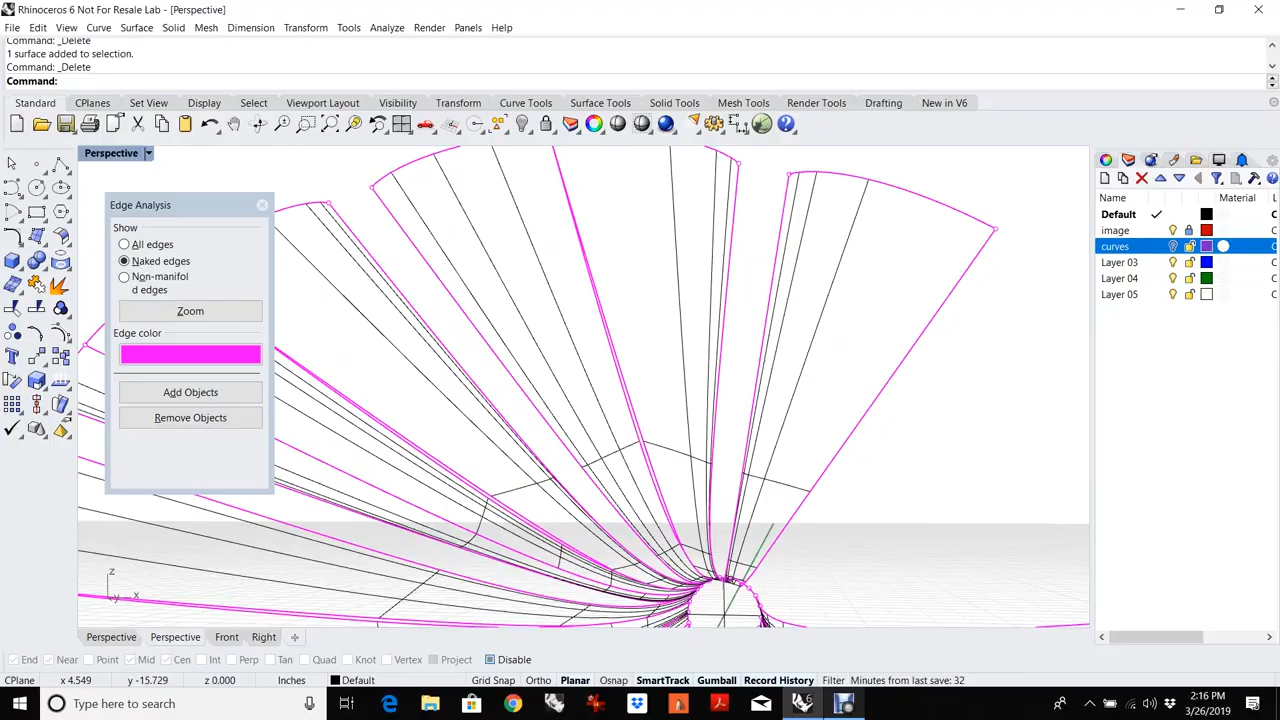 Rhinoceros 6 Not For Resale Lab - [Perspective]
File Edit View Curve Surface Solid Tools Mesh Dimension Transform Tools Analyze Render Panels Help
Command: _Delete
1 surface added to selection.
Command: _Delete
Command:
Standard CPlanes Set View Display Select Viewport Layout Visibility Transform Curve Tools Surface Tools Solid Tools Mesh Tools Render Tools Drafting New in V6
Perspective
Edge Analysis
Show
All edges
Naked edges
Non-manifol
d edges
Zoom
Edge color
Add Objects
Remove Objects
Name Material L
Default C
image C
curves C
Layer 03 C
Layer 04 C
Layer 05 C
z
y x
Perspective Perspective Front Right
End Near Point Mid Cen Int Perp Tan Quad Knot Vertex Project Disable
CPlane x 4.549 y -15.729 z 0.000 Inches Default Grid Snap Ortho Planar Osnap SmartTrack Gumball Record History Filter Minutes from last save: 32
Type here to search
2:16 PM
3/26/2019